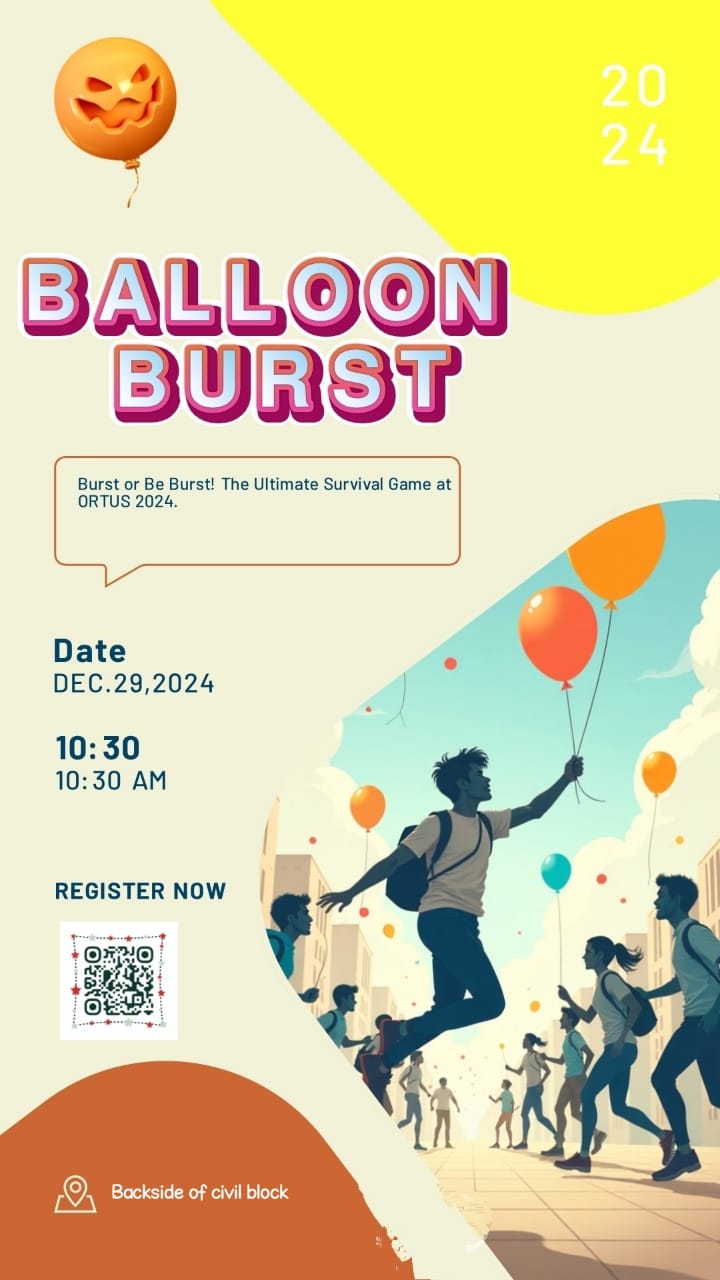 20
24
BALLOON
BURST
Burst or Be Burst! The Ultimate Survival Game at
ORTUS 2024.
Date
DEC.29,2024
10:30
10:30 AM
REGISTER NOW
Backside of civil block